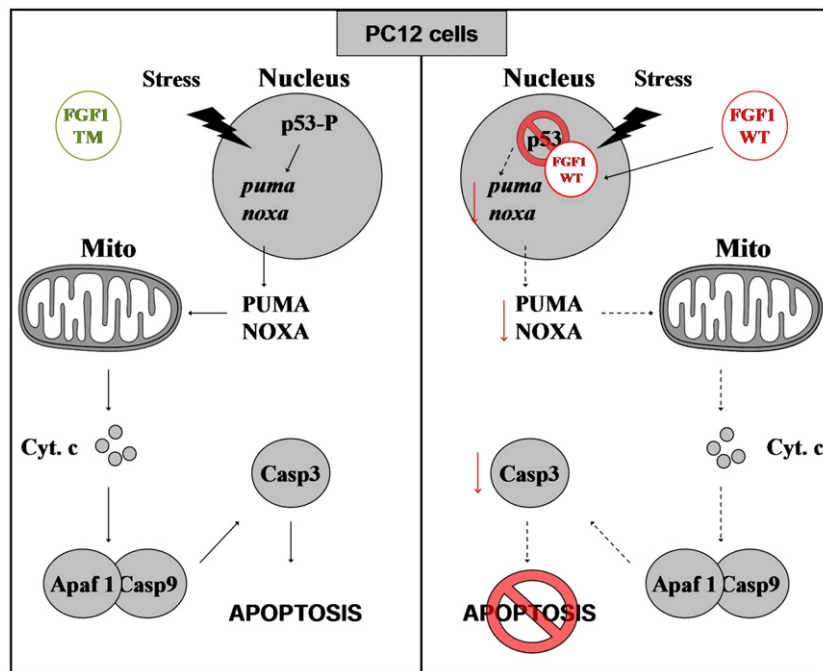 PC12 cells
Stress
Nucleus
FGF1
TM
p53-P
puma
noxa
Mito
PUMA
NOXA
Cyt. c
Casp3
Apaf 1
Casp9
APOPTOSIS
Nucleus
Stress
p53
FGF1
WT
FGF1
WT
puma
noxa
PUMA
NOXA
Mito
Casp3
Cyt. c
APOPTOSIS
Apaf 1
Casp9